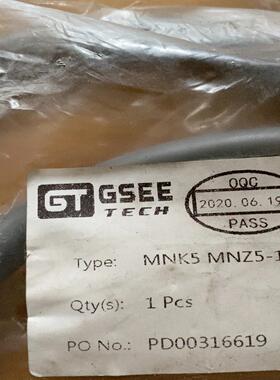 GT GSEE
TECH
OQC
2020.06.19
PASS
Type: MNK5 MNZ5-1
Qty(s): 1 Pcs
PO No.: PD00316619